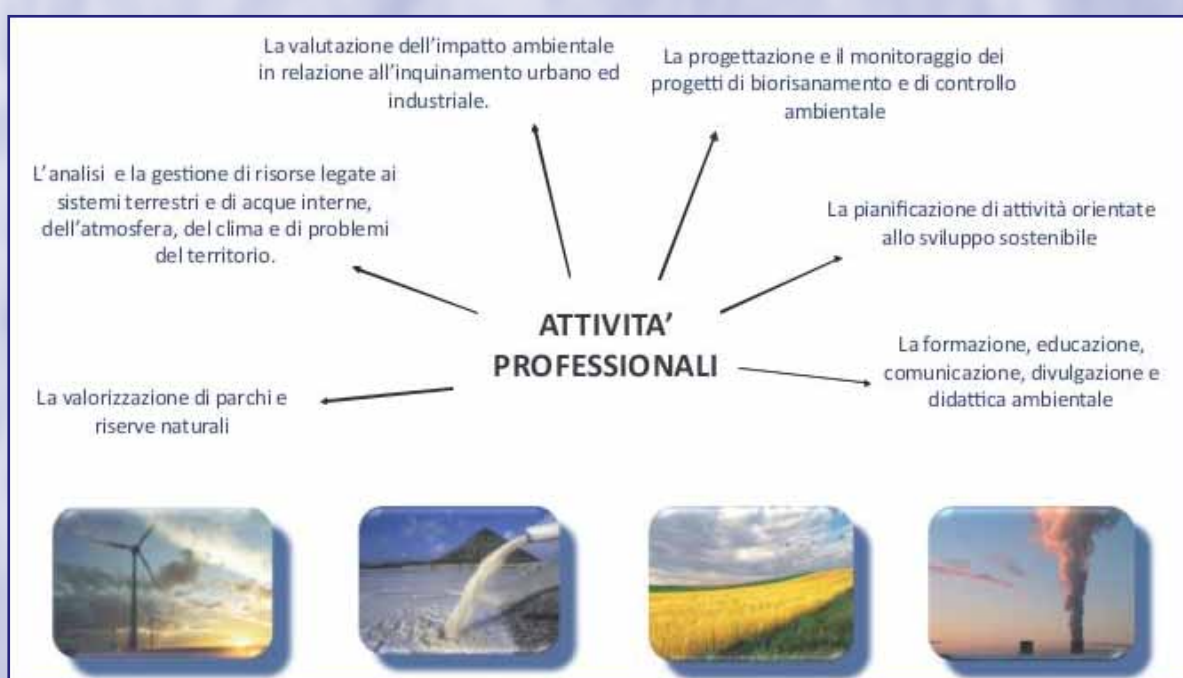 La valutazione dell'impatto ambientale
in relazione all'inquinamento urbano ed
industriale.
La progettazione e il monitoraggio dei
progetti di biorisanamento e di controllo
ambientale
L'analisi e la gestione di risorse legate ai
sistemi terrestri e di acque interne,
dell'atmosfera, del clima e di problemi
del territorio.
La pianificazione di attività orientate
allo sviluppo sostenibile
ATTIVITA'
PROFESSIONALI
La formazione, educazione,
comunicazione, divulgazione e
didattica ambientale
La valorizzazione di parchi e
riserve naturali